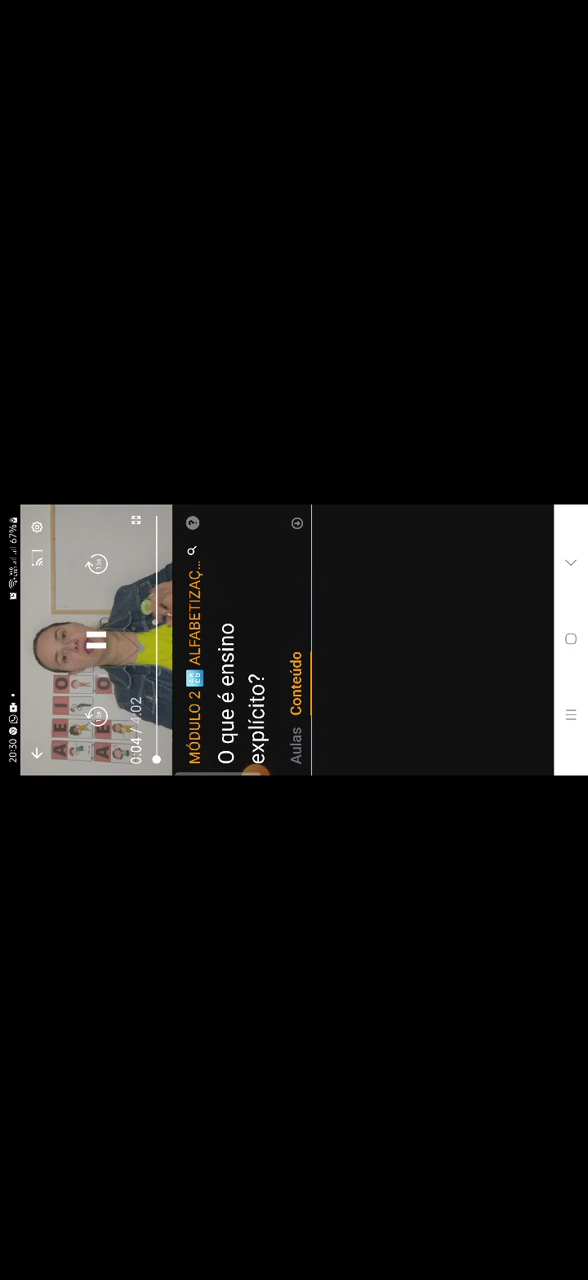 20:30
67%
A E I O
A E O
0:04 / 4:02
MÓDULO 2 🔠 ALFABETIZAÇ...
O que é ensino
explícito?
Aulas Conteúdo